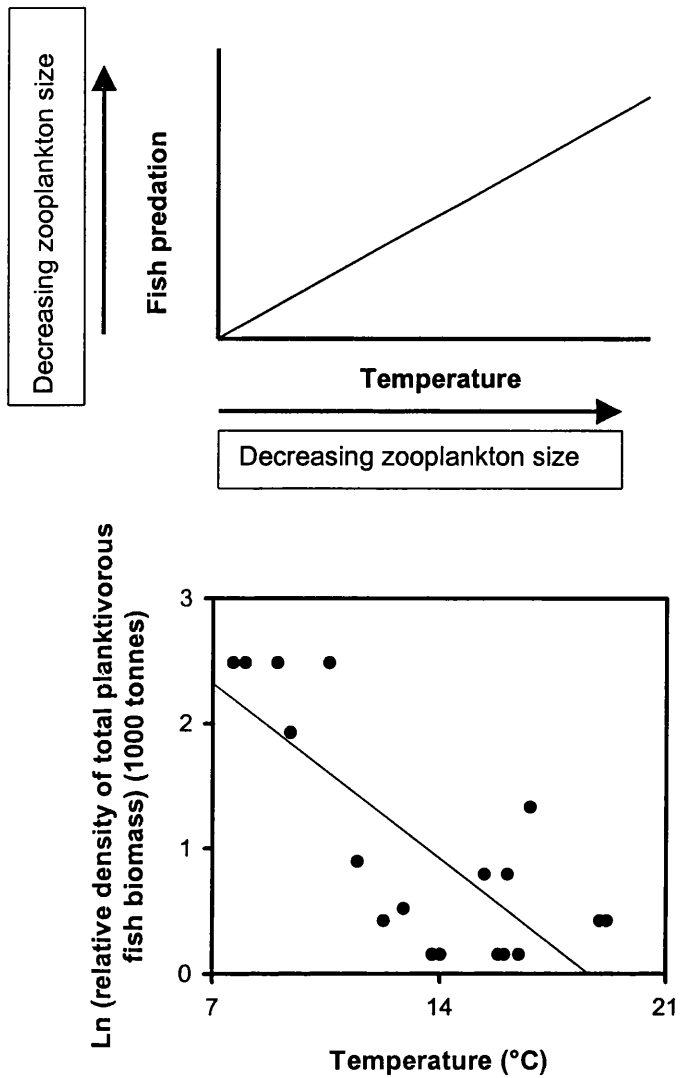 Decreasing zooplankton size
Fish predation
Temperature
Decreasing zooplankton size
Ln (relative density of total planktivorous
fish biomass) (1000 tonnes)
3
2
1
0
7
14
21
Temperature (°C)